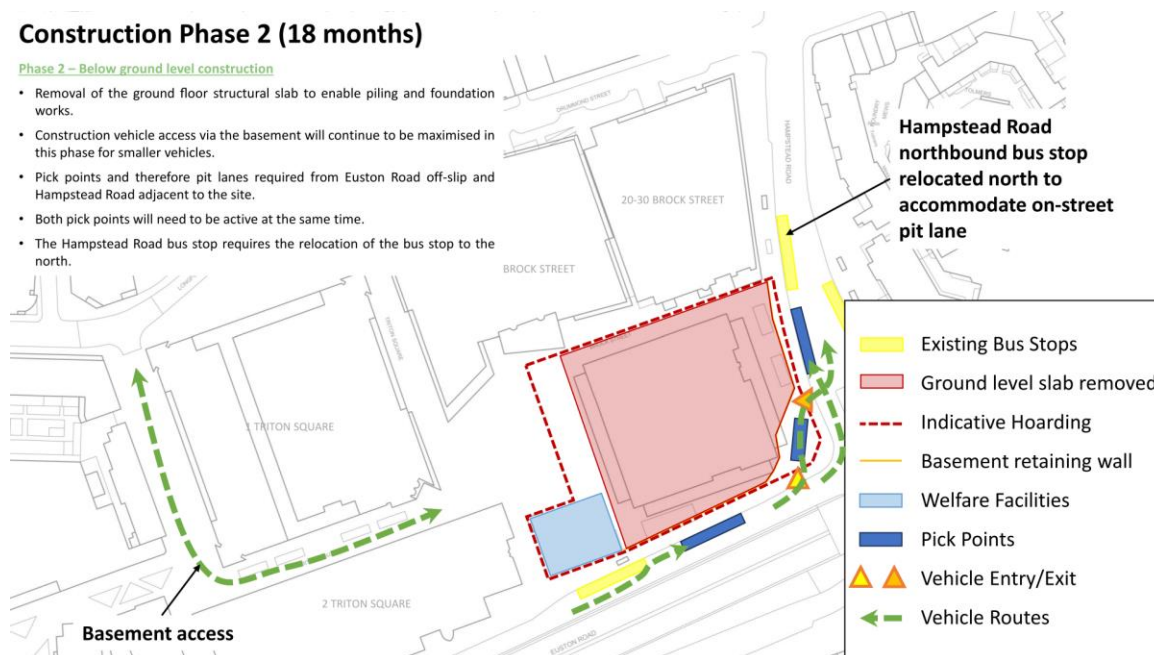 Construction Phase 2 (18 months)
Phase 2 – Below ground level construction
• Removal of the ground floor structural slab to enable piling and foundation
works.
• Construction vehicle access via the basement will continue to be maximised in
this phase for smaller vehicles.
• Pick points and therefore pit lanes required from Euston Road off-slip and
Hampstead Road adjacent to the site.
• Both pick points will need to be active at the same time.
• The Hampstead Road bus stop requires the relocation of the bus stop to the
north.
DRUMMOND STREET
HAMPSTEAD ROAD
TOLMERS
Hampstead Road
northbound bus stop
relocated north to
accommodate on-street
pit lane
20-30 BROCK STREET
BROCK STREET
TRITON SQUARE
1 TRITON SQUARE
2 TRITON SQUARE
EUSTON ROAD
Basement access
Existing Bus Stops
Ground level slab removed
Indicative Hoarding
Basement retaining wall
Welfare Facilities
Pick Points
Vehicle Entry/Exit
Vehicle Routes